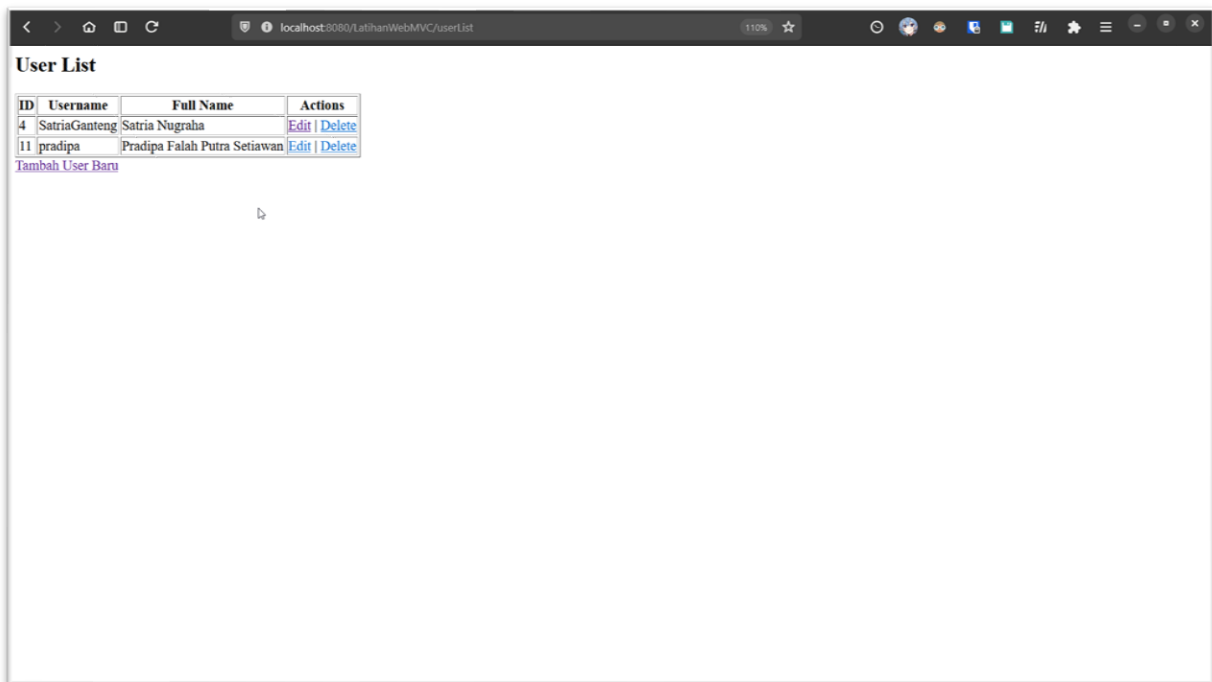 localhost:8080/LatihanWebMVC/userList 110%
User List
ID Username Full Name Actions
4 SatriaGanteng Satria Nugraha Edit | Delete
11 pradipa Pradipa Falah Putra Setiawan Edit | Delete
Tambah User Baru